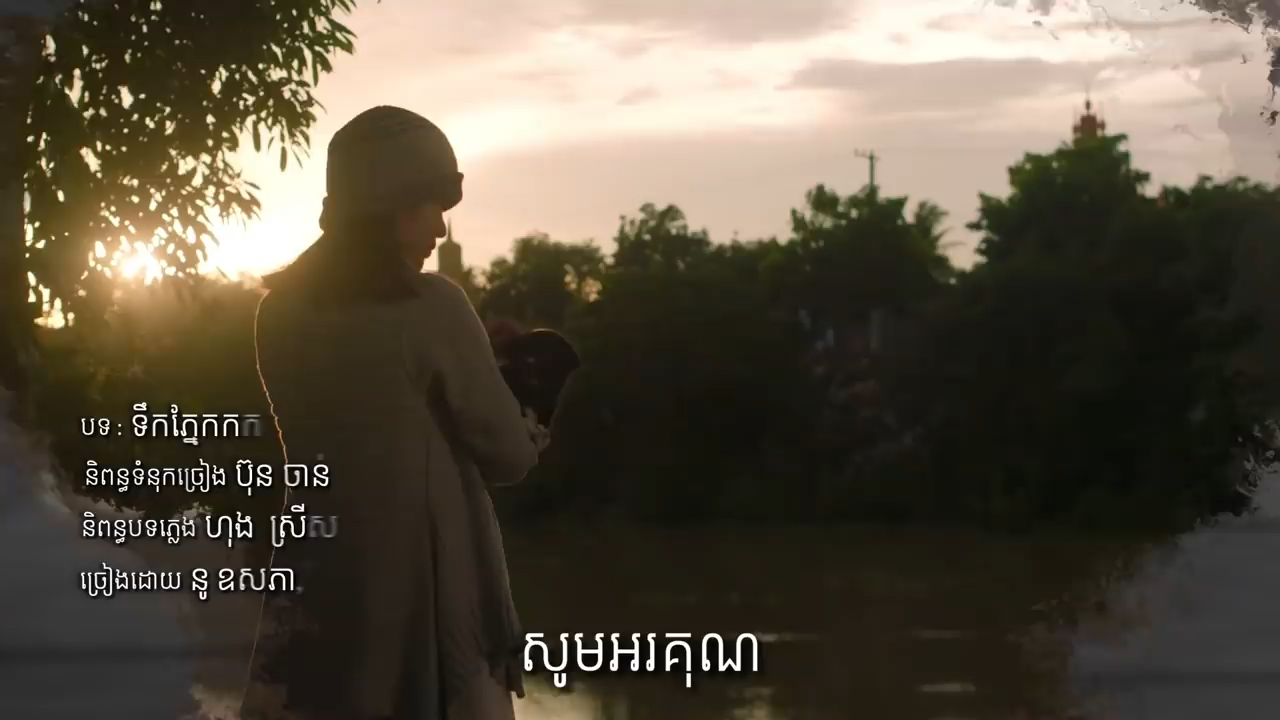 បទ : ទឹកភ្នែកកក
និពន្ធទំនុកច្រៀង ប៊ុន ចាន់
និពន្ធបទភ្លេង ហុង ស្រីស
ច្រៀងដោយ នូ ឧសភា
សូមអរគុណ